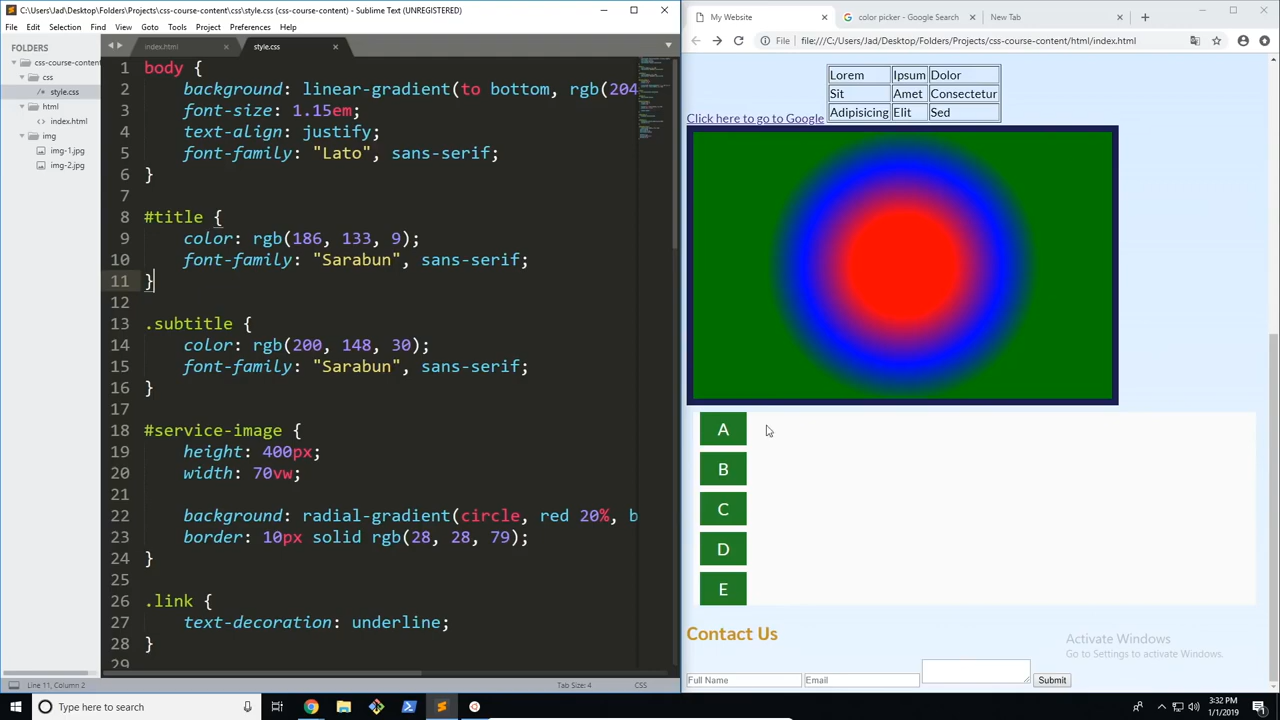 C:\Users\Jad\Desktop\Folders\Projects\css-course-content\css\style.css (css-course-content) - Sublime Text (UNREGISTERED)
File Edit Selection Find View Goto Tools Project Preferences Help
FOLDERS
css-course-content
css
style.css
html
index.html
img
img-1.jpg
img-2.jpg
index.html
style.css
1 body {
2 background: linear-gradient(to bottom, rgb(204
3 font-size: 1.15em;
4 text-align: justify;
5 font-family: "Lato", sans-serif;
6 }
7
8 #title {
9 color: rgb(186, 133, 9);
10 font-family: "Sarabun", sans-serif;
11 }
12
13 .subtitle {
14 color: rgb(200, 148, 30);
15 font-family: "Sarabun", sans-serif;
16 }
17
18 #service-image {
19 height: 400px;
20 width: 70vw;
21
22 background: radial-gradient(circle, red 20%, b
23 border: 10px solid rgb(28, 28, 79);
24 }
25
26 .link {
27 text-decoration: underline;
28 }
29
Line 11, Column 2
Tab Size: 4
CSS
My Website
color picker - Google Search
New Tab
File file:///C:/Users/Jad/Desktop/Folders/Projects/css-course-content/html/index.html
Lorem Ipsum Dolor
Sit Amet Consectetur
Adipisicing Elit Sed
Click here to go to Google
A
B
C
D
E
Contact Us
Full Name
Email
Submit
Activate Windows
Go to Settings to activate Windows.
Type here to search
3:32 PM
1/1/2019